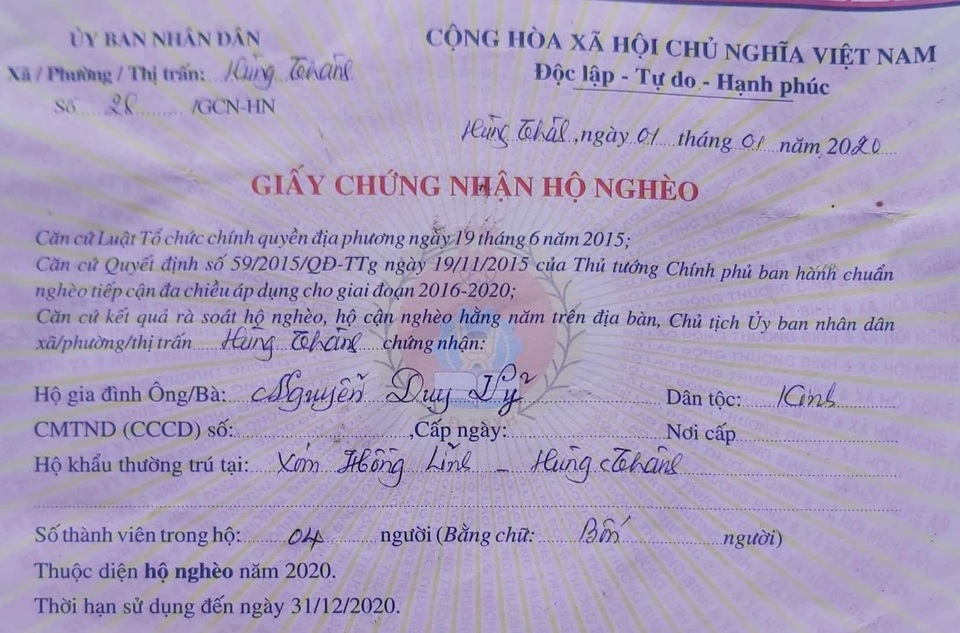 ỦY BAN NHÂN DÂN
Xã / Phường / Thị trấn: Hùng Thành
Số 28 /GCN-HN
CỘNG HÒA XÃ HỘI CHỦ NGHĨA VIỆT NAM
Độc lập - Tự do - Hạnh phúc
Hùng Thành, ngày 01 tháng 01 năm 2020
GIẤY CHỨNG NHẬN HỘ NGHÈO
Căn cứ Luật Tổ chức chính quyền địa phương ngày 19 tháng 6 năm 2015;
Căn cứ Quyết định số 59/2015/QĐ-TTg ngày 19/11/2015 của Thủ tướng Chính phủ ban hành chuẩn
nghèo tiếp cận đa chiều áp dụng cho giai đoạn 2016-2020;
Căn cứ kết quả rà soát hộ nghèo, hộ cận nghèo hằng năm trên địa bàn, Chủ tịch Ủy ban nhân dân
xã/phường/thị trấn Hùng Thành chứng nhận:
Hộ gia đình Ông/Bà: Nguyễn Duy Vỹ Dân tộc: Kinh
CMTND (CCCD) số: ,Cấp ngày: Nơi cấp
Hộ khẩu thường trú tại: Xóm Hồng Lĩnh - Hùng Thành
Số thành viên trong hộ: 04 người (Bằng chữ: Bốn người)
Thuộc diện hộ nghèo năm 2020.
Thời hạn sử dụng đến ngày 31/12/2020.